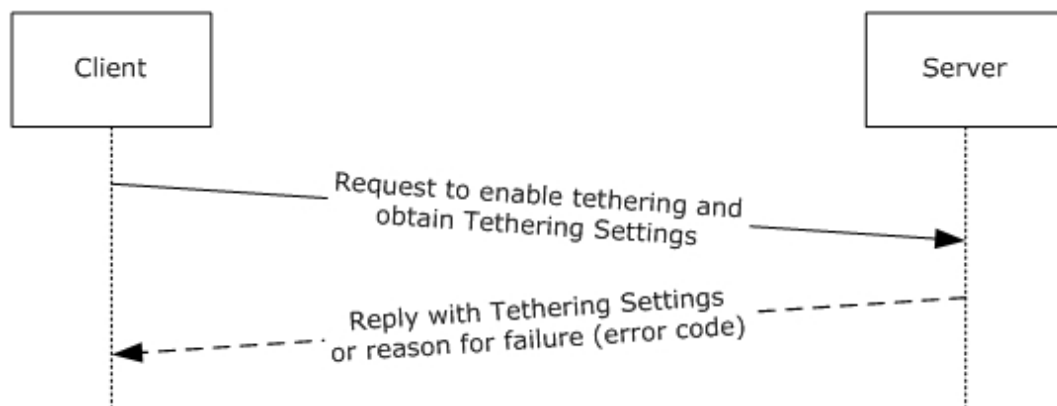 Client
Server
Request to enable tethering and
obtain Tethering Settings
Reply with Tethering Settings
or reason for failure (error code)